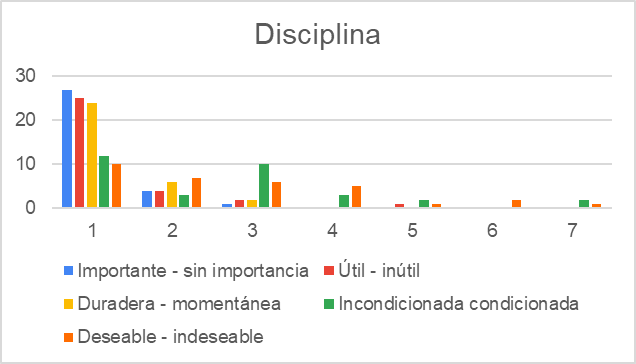 Disciplina
30
20
10
0
1 2 3 4 5 6 7
Importante - sin importancia Útil - inútil
Duradera - momentánea Incondicionada condicionada
Deseable - indeseable